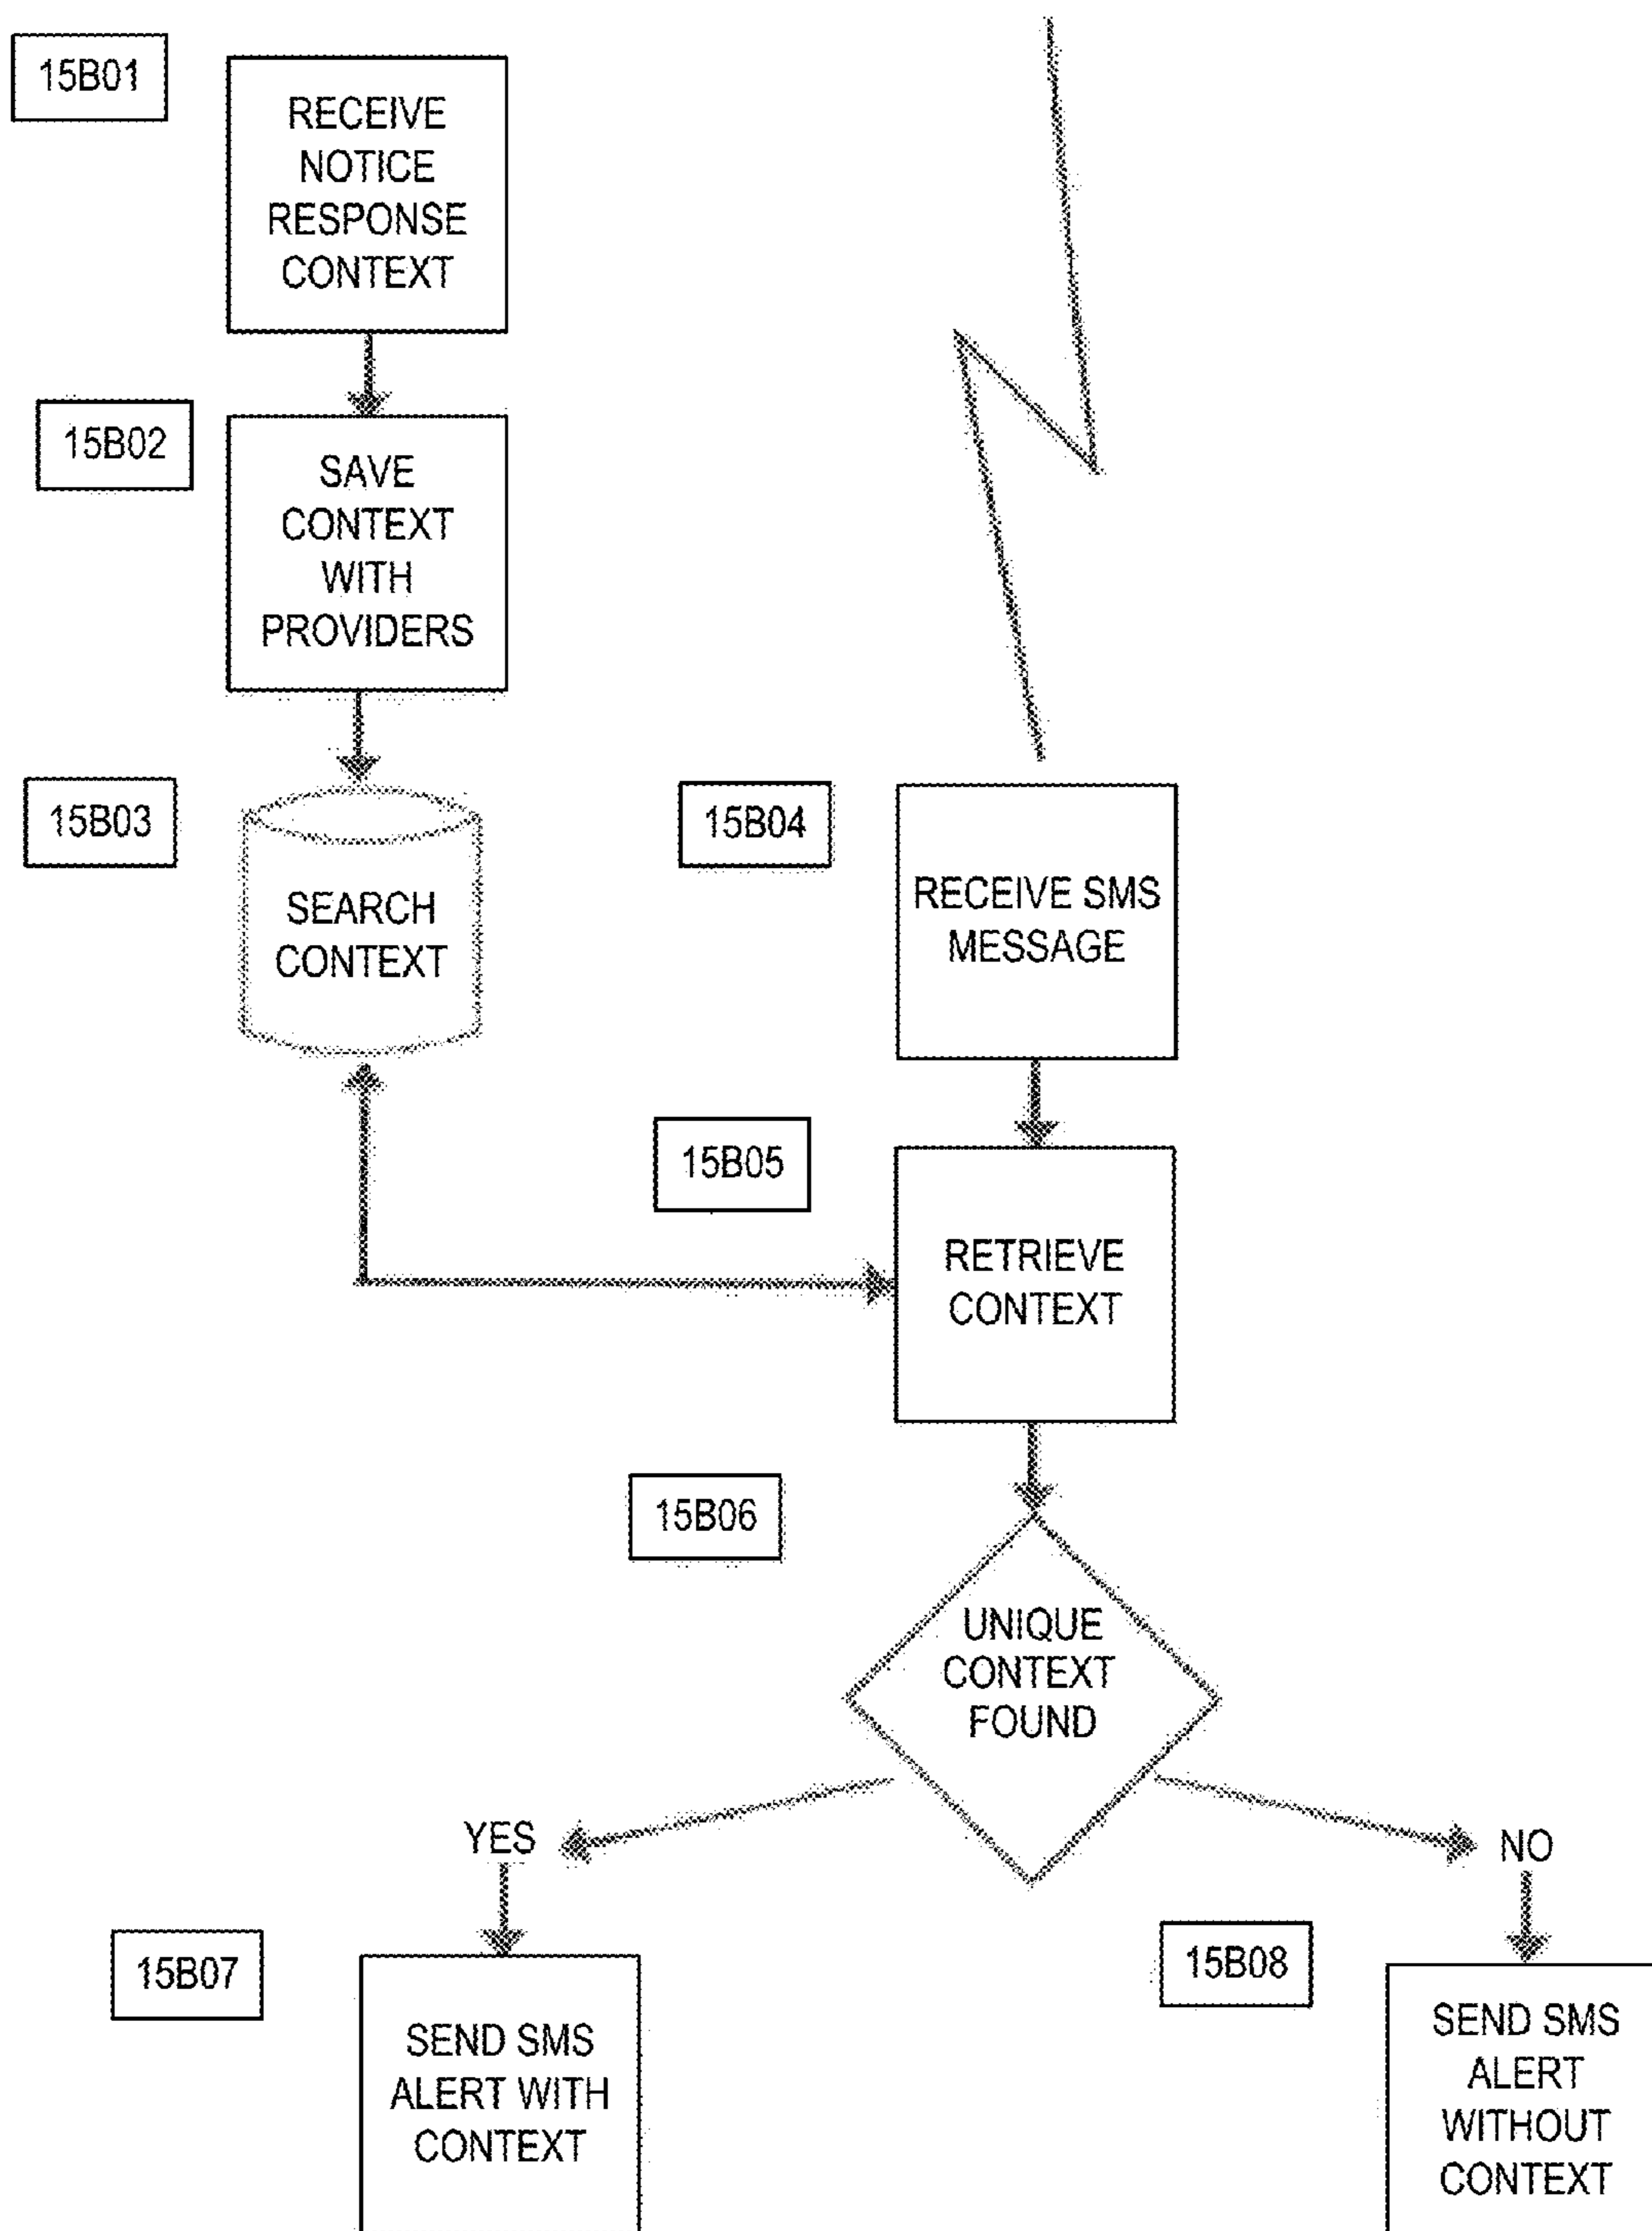 15B01
RECEIVE
NOTICE
RESPONSE
CONTEXT
15B02
SAVE
CONTEXT
WITH
PROVIDERS
15B03
SEARCH
CONTEXT
15B04
RECEIVE SMS
MESSAGE
15B05
RETRIEVE
CONTEXT
15B06
UNIQUE
CONTEXT
FOUND
YES
NO
15B07
SEND SMS
ALERT WITH
CONTEXT
15B08
SEND SMS
ALERT
WITHOUT
CONTEXT